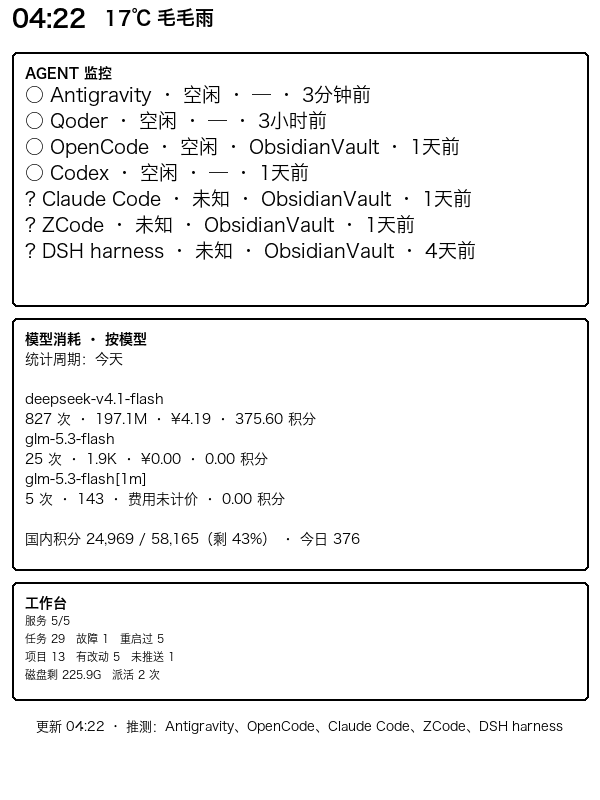 04:22 17℃ 毛毛雨
AGENT 监控
○ Antigravity · 空闲 · — · 3分钟前
○ Qoder · 空闲 · — · 3小时前
○ OpenCode · 空闲 · ObsidianVault · 1天前
○ Codex · 空闲 · — · 1天前
? Claude Code · 未知 · ObsidianVault · 1天前
? ZCode · 未知 · ObsidianVault · 1天前
? DSH harness · 未知 · ObsidianVault · 4天前
模型消耗 · 按模型
统计周期：今天
deepseek-v4.1-flash
827 次 · 197.1M · ¥4.19 · 375.60 积分
glm-5.3-flash
25 次 · 1.9K · ¥0.00 · 0.00 积分
glm-5.3-flash[1m]
5 次 · 143 · 费用未计价 · 0.00 积分
国内积分 24,969 / 58,165（剩 43%） · 今日 376
工作台
服务 5/5
任务 29 故障 1 重启过 5
项目 13 有改动 5 未推送 1
磁盘剩 225.9G 派活 2 次
更新 04:22 · 推测：Antigravity、OpenCode、Claude Code、ZCode、DSH harness